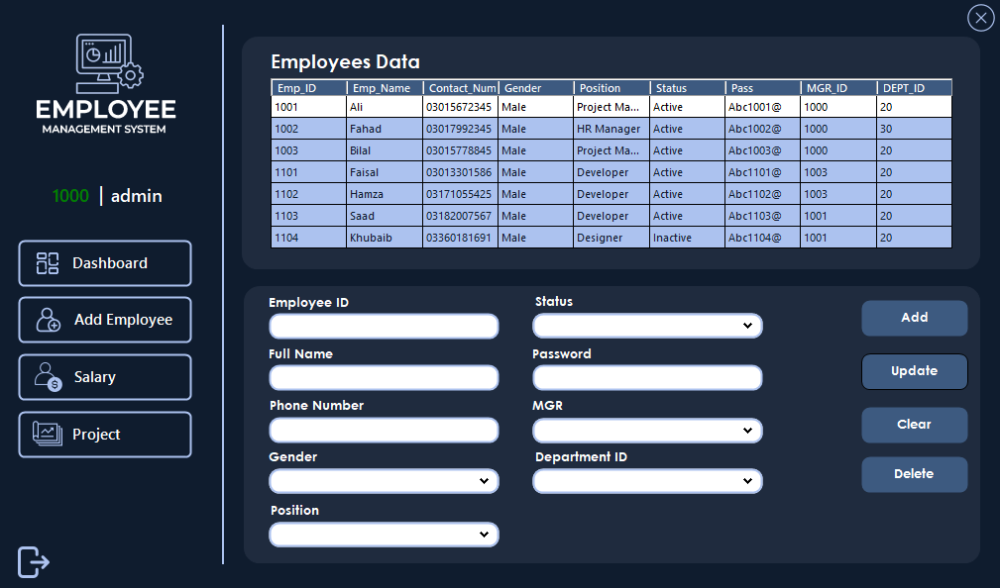 EMPLOYEE
MANAGEMENT SYSTEM
1000 | admin
Dashboard
Add Employee
Salary
Project
Employees Data
Emp_ID Emp_Name Contact_Num Gender Position Status Pass MGR_ID DEPT_ID
1001 Ali 03015672345 Male Project Ma... Active Abc1001@ 1000 20
1002 Fahad 03017992345 Male HR Manager Active Abc1002@ 1000 30
1003 Bilal 03015778845 Male Project Ma... Active Abc1003@ 1000 20
1101 Faisal 03013301586 Male Developer Active Abc1101@ 1003 20
1102 Hamza 03171055425 Male Developer Active Abc1102@ 1003 20
1103 Saad 03182007567 Male Developer Active Abc1103@ 1001 20
1104 Khubaib 03360181691 Male Designer Inactive Abc1104@ 1001 20
Employee ID Status
Add
Full Name Password
Update
Phone Number MGR
Clear
Gender Department ID
Delete
Position